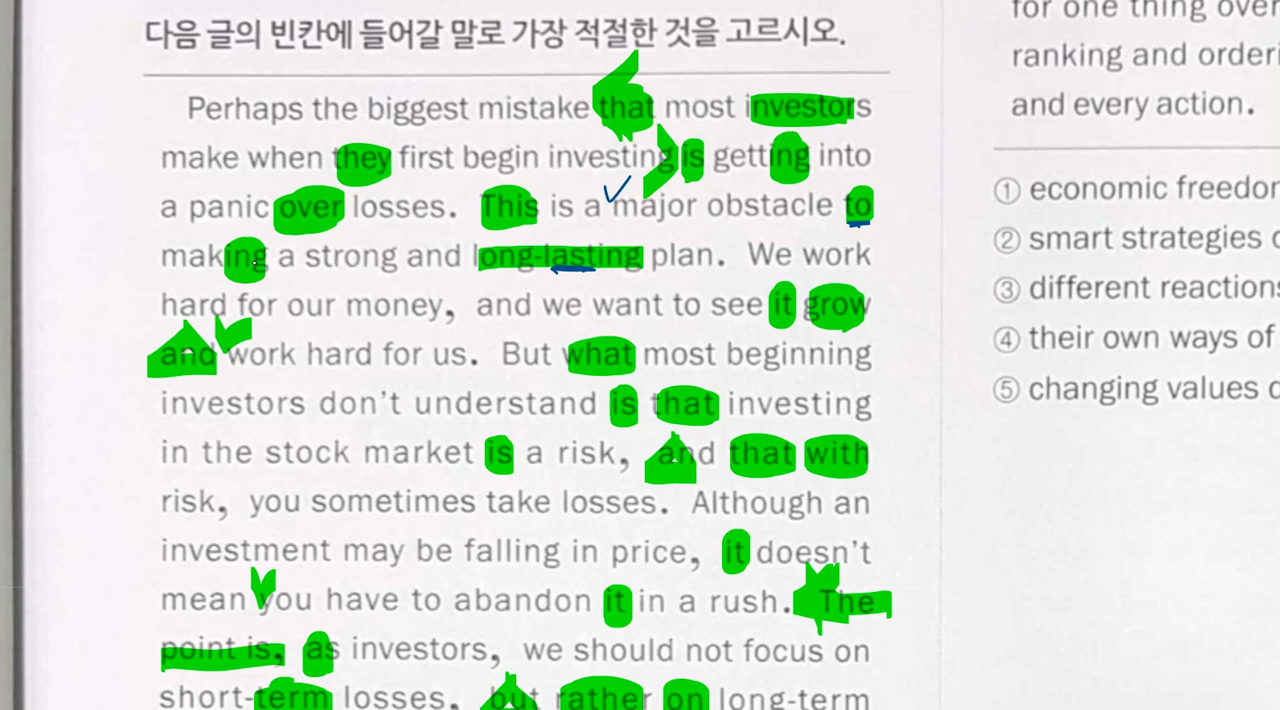 다음 글의 빈칸에 들어갈 말로 가장 적절한 것을 고르시오.
Perhaps the biggest mistake that most investors
make when they first begin investing is getting into
a panic over losses. This is a major obstacle to
making a strong and long-lasting plan. We work
hard for our money, and we want to see it grow
and work hard for us. But what most beginning
investors don't understand is that investing
in the stock market is a risk, and that with
risk, you sometimes take losses. Although an
investment may be falling in price, it doesn't
mean you have to abandon it in a rush. The
point is, as investors, we should not focus on
short-term losses, but rather on long-term
for one thing over
ranking and orderi
and every action.
① economic freedom
② smart strategies
③ different reactions
④ their own ways of
⑤ changing values